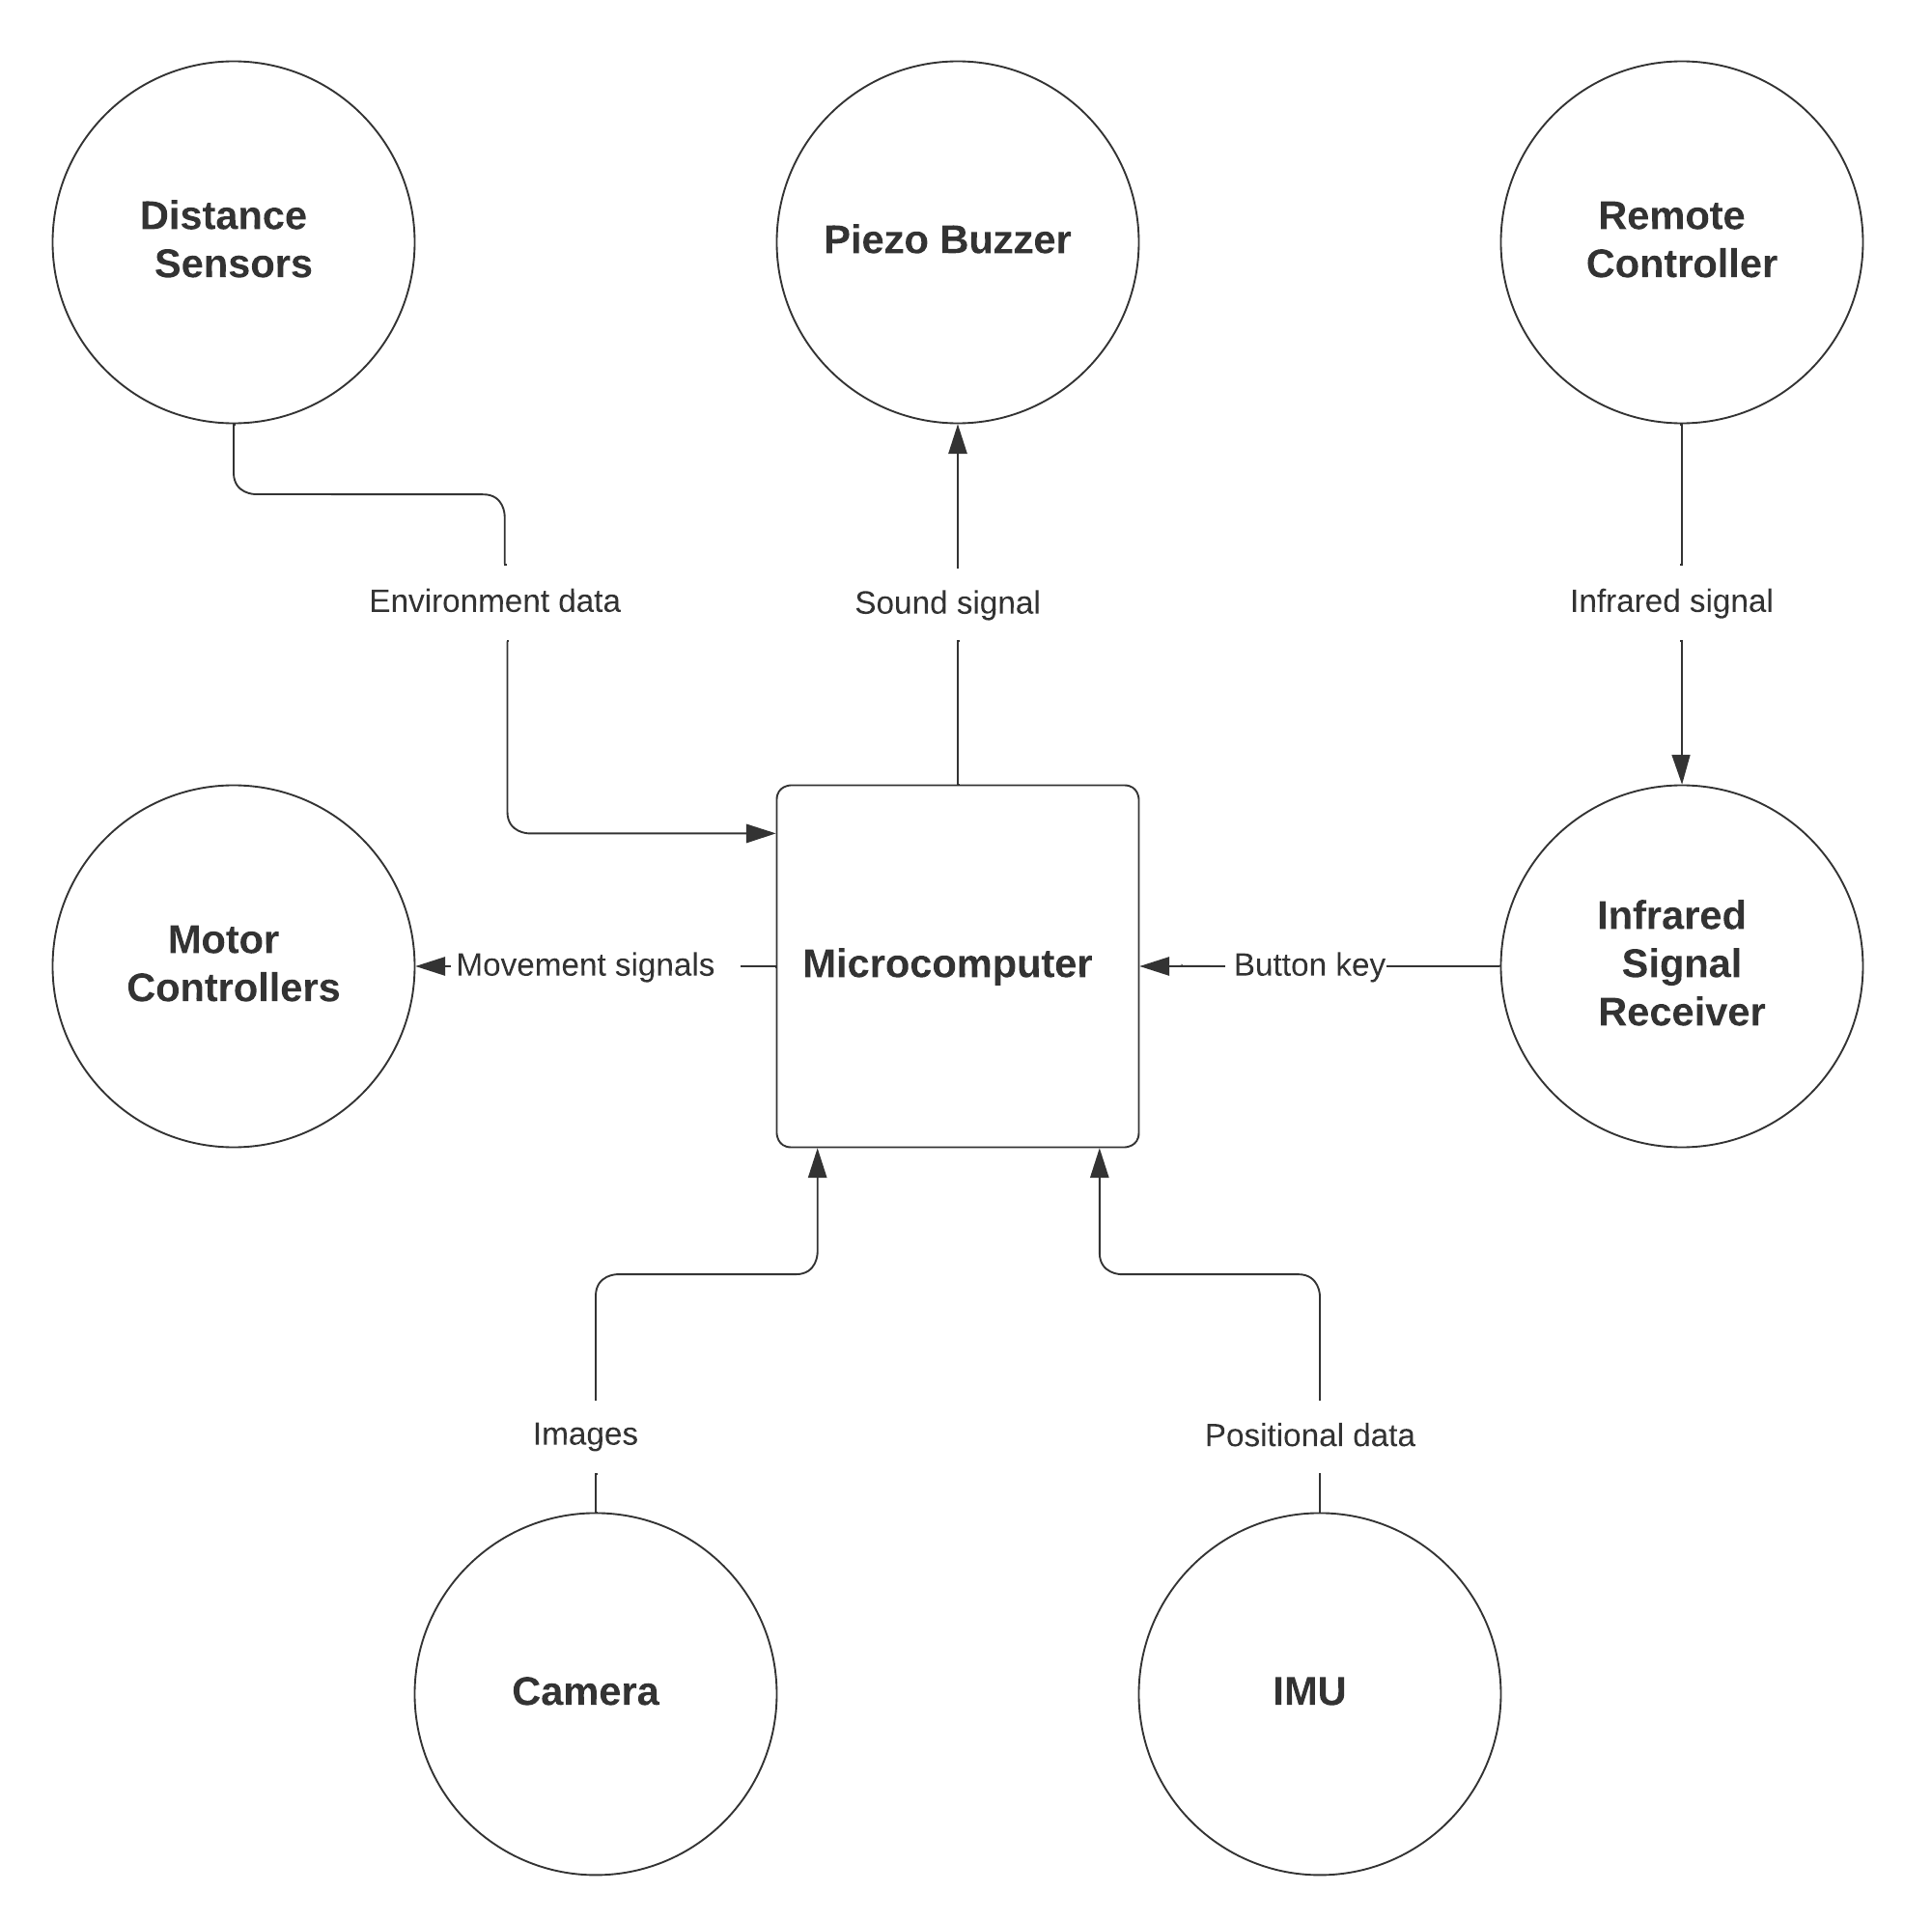 Distance
Sensors
Piezo Buzzer
Remote
Controller
Environment data
Sound signal
Infrared signal
Motor
Controllers
Movement signals
Microcomputer
Button key
Infrared
Signal
Receiver
Images
Positional data
Camera
IMU